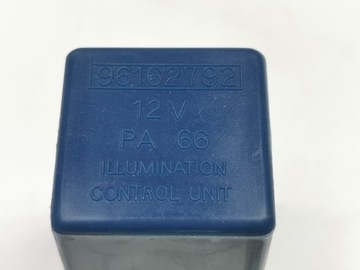 96162792
12V
PA 66
ILLUMINATION
CONTROL UNIT